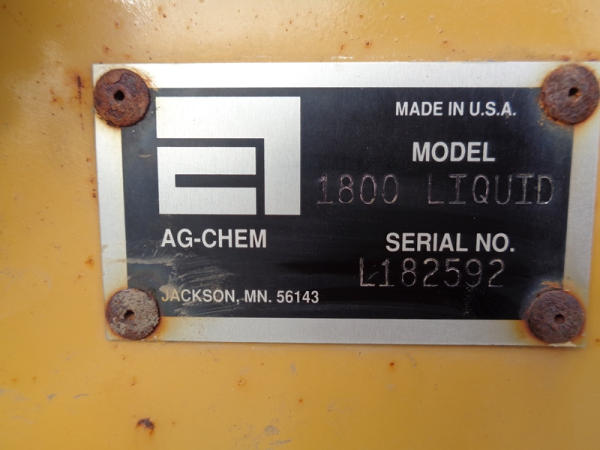 MADE IN U.S.A.
MODEL
1800 LIQUID
AG-CHEM
SERIAL NO.
L182592
JACKSON, MN. 56143